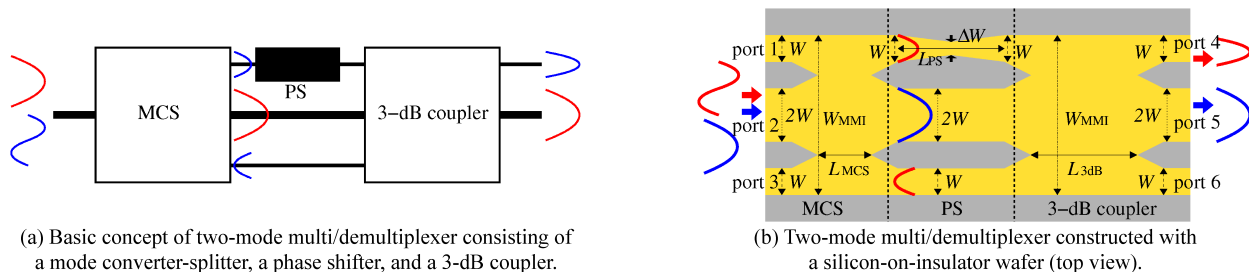 MCS
PS
3−dB coupler
(a) Basic concept of two-mode multi/demultiplexer consisting of
a mode converter-splitter, a phase shifter, and a 3-dB coupler.
port 1
W
WMMI
W
LPS
ΔW
W
WMMI
W
port 4
port 2
2W
2W
2W
port 5
port 3
W
LMCS
W
L3dB
W
port 6
MCS
PS
3−dB coupler
(b) Two-mode multi/demultiplexer constructed with
a silicon-on-insulator wafer (top view).